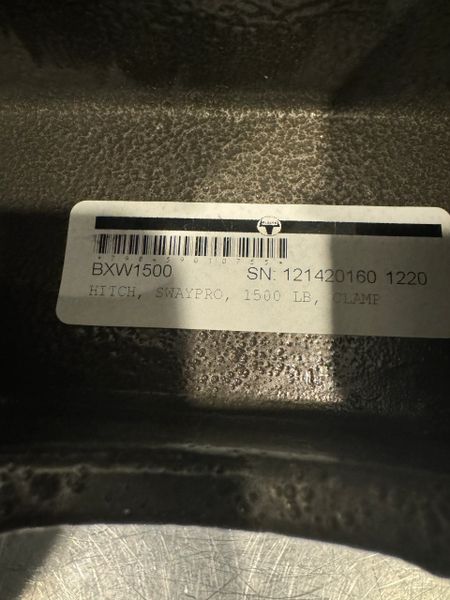 BXW1500 SN: 121420160 1220
HITCH, SWAYPRO, 1500 LB, CLAMP